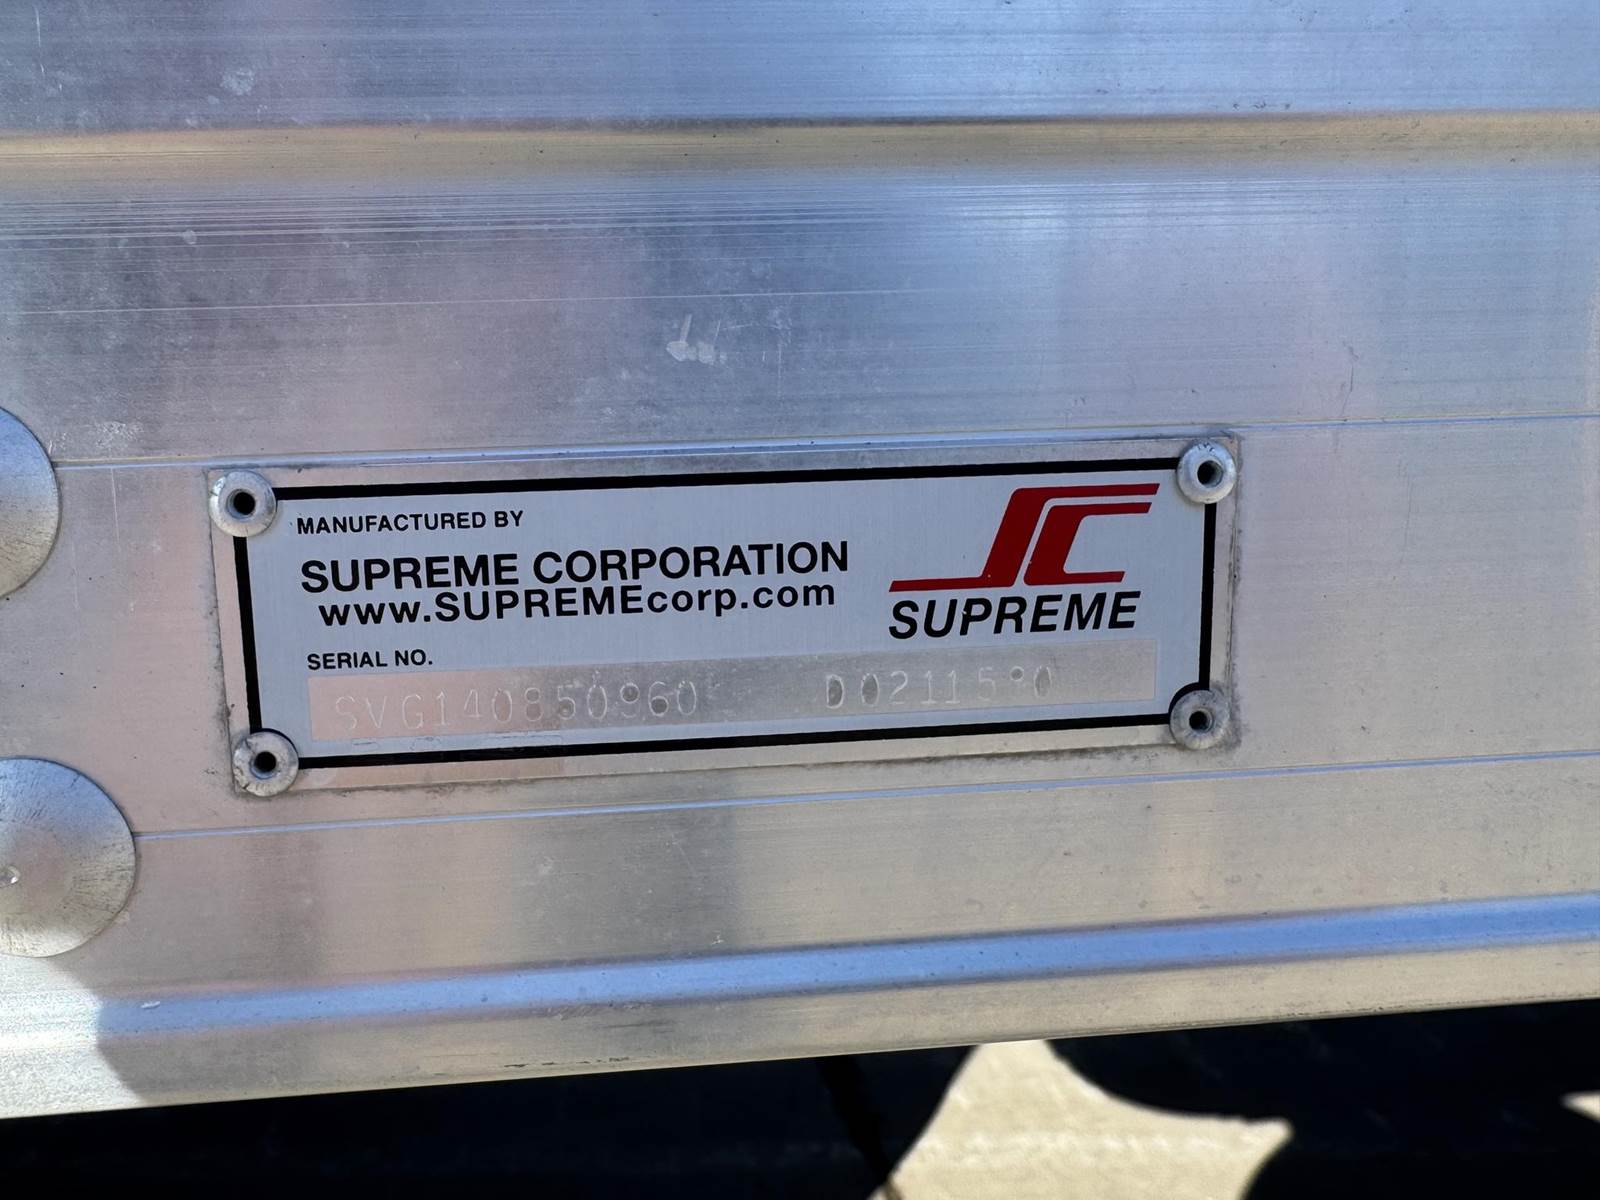 MANUFACTURED BY
SUPREME CORPORATION
www.SUPREMEcorp.com
SC
SUPREME
SERIAL NO.
SVG140850960